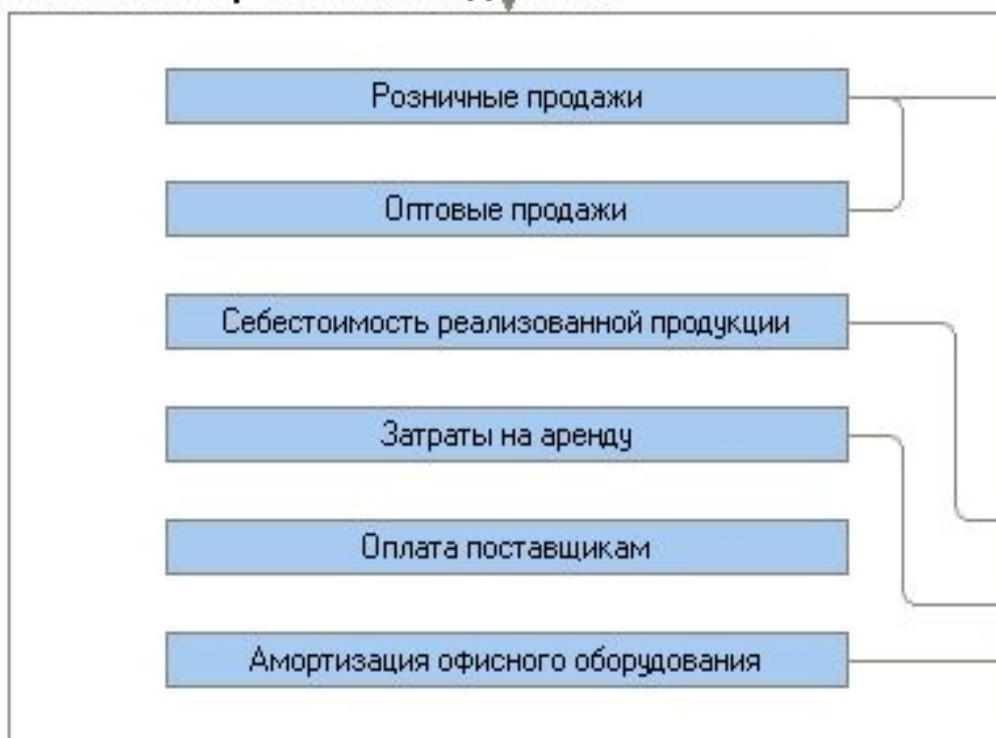 Розничные продажи
Оптовые продажи
Себестоимость реализованной продукции
Затраты на аренду
Оплата поставщикам
Амортизация офисного оборудования